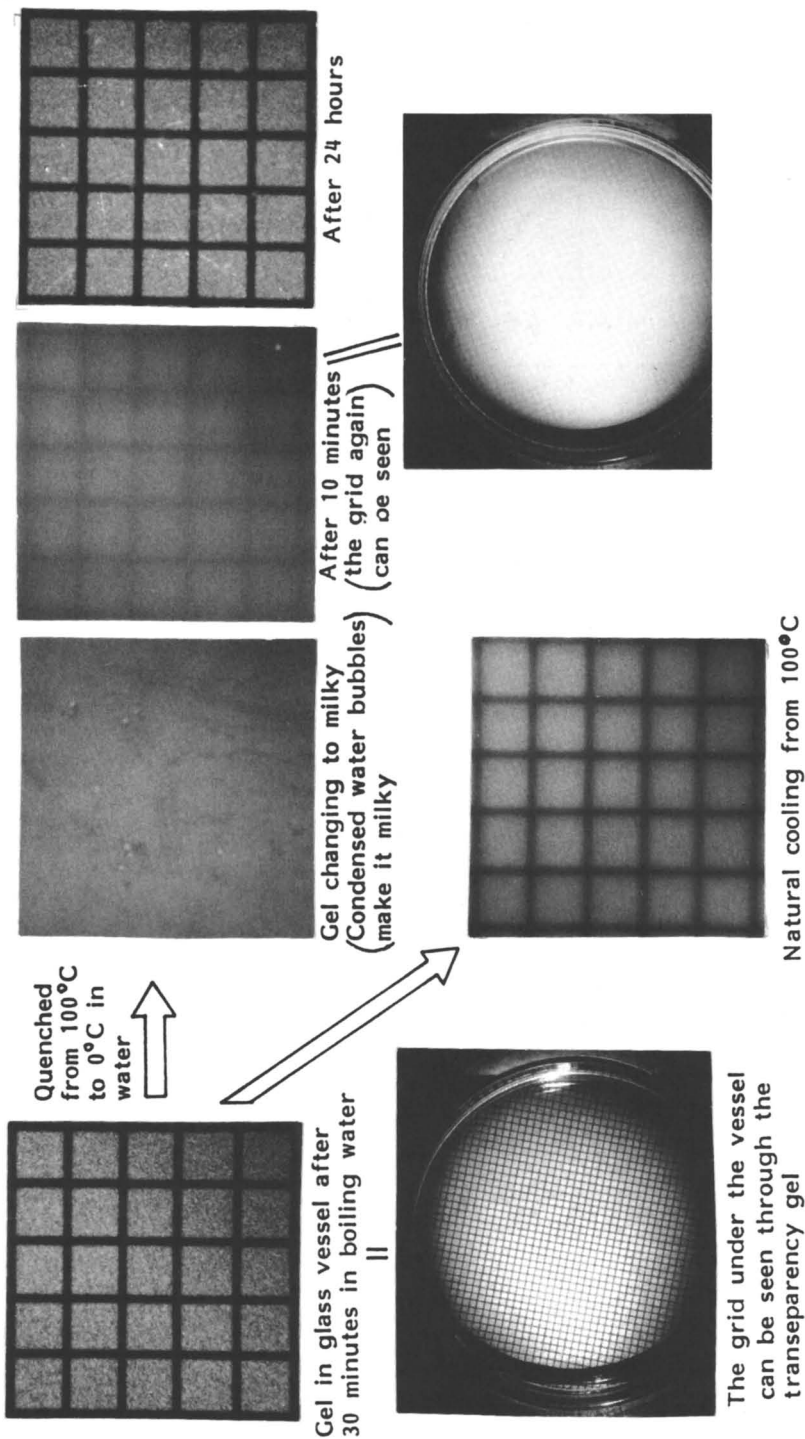 Gel in glass vessel after
30 minutes in boiling water
Quenched
from 100°C
to 0°C in
water
Gel changing to milky
(Condensed water bubbles)
(make it milky)
After 10 minutes
(the grid again)
(can be seen)
After 24 hours
The grid under the vessel
can be seen through the
transeparency gel
Natural cooling from 100°C